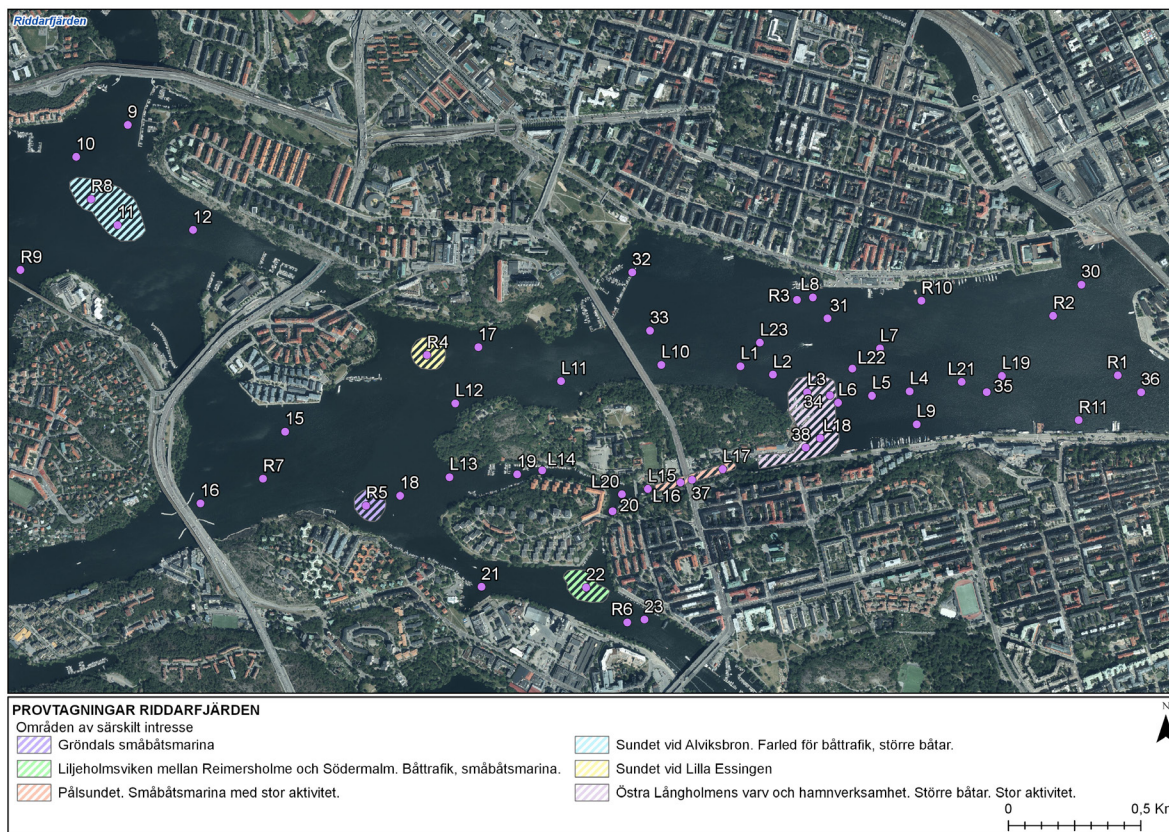 Riddarfjärden
9
10
R8
11
12
R9
32
30
R3
L8
R10
31
R2
33
17
R4
L23
L7
L10
L1
L2
L22
L11
L21
L19
R1
L12
L3
L6
L5
L4
35
36
34
15
L9
R11
L18
38
R7
L13
19
L14
L17
L15
L16
37
L20
20
16
R5
18
21
22
R6
23
PROVTAGNINGAR RIDDARFJÄRDEN
Områden av särskilt intresse
Gröndals småbåtsmarina
Sundet vid Alviksbron. Farled för båttrafik, större båtar.
Liljeholmsviken mellan Reimersholme och Södermalm. Båttrafik, småbåtsmarina.
Sundet vid Lilla Essingen
Pålsundet. Småbåtsmarina med stor aktivitet.
Östra Långholmens varv och hamnverksamhet. Större båtar. Stor aktivitet.
N
0 0,5 Km